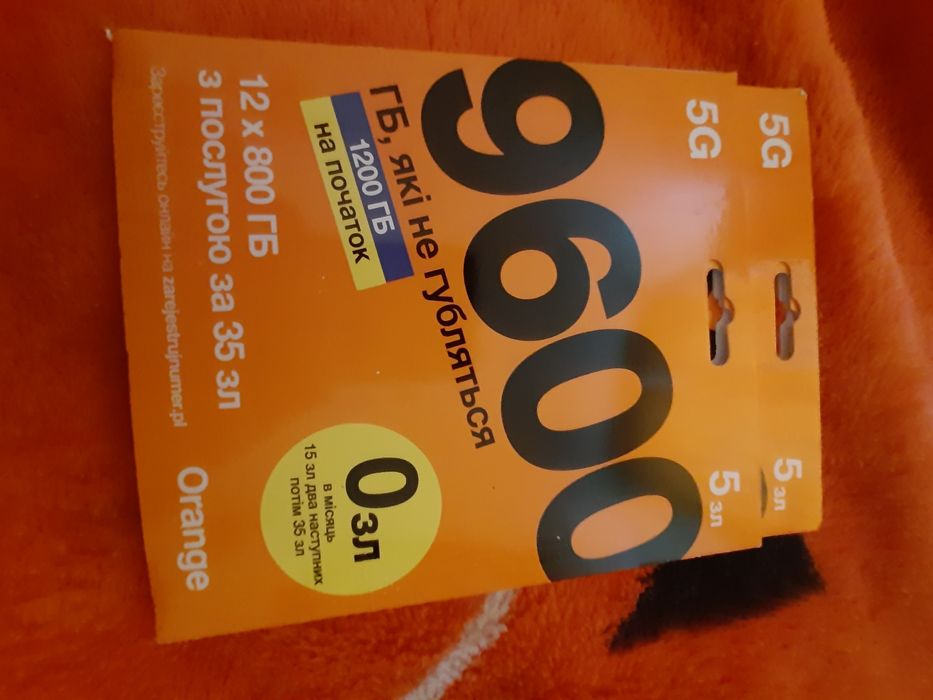 5G
5 зл
5G
5 зл
9600
ГБ, які не губляться
1200 ГБ
на початок
0 зл
в місяць
15 зл два наступних
потім 35 зл
12 x 800 ГБ
з послугою за 35 зл
Зареєструйтесь онлайн на zarejestrujnumer.pl
Orange